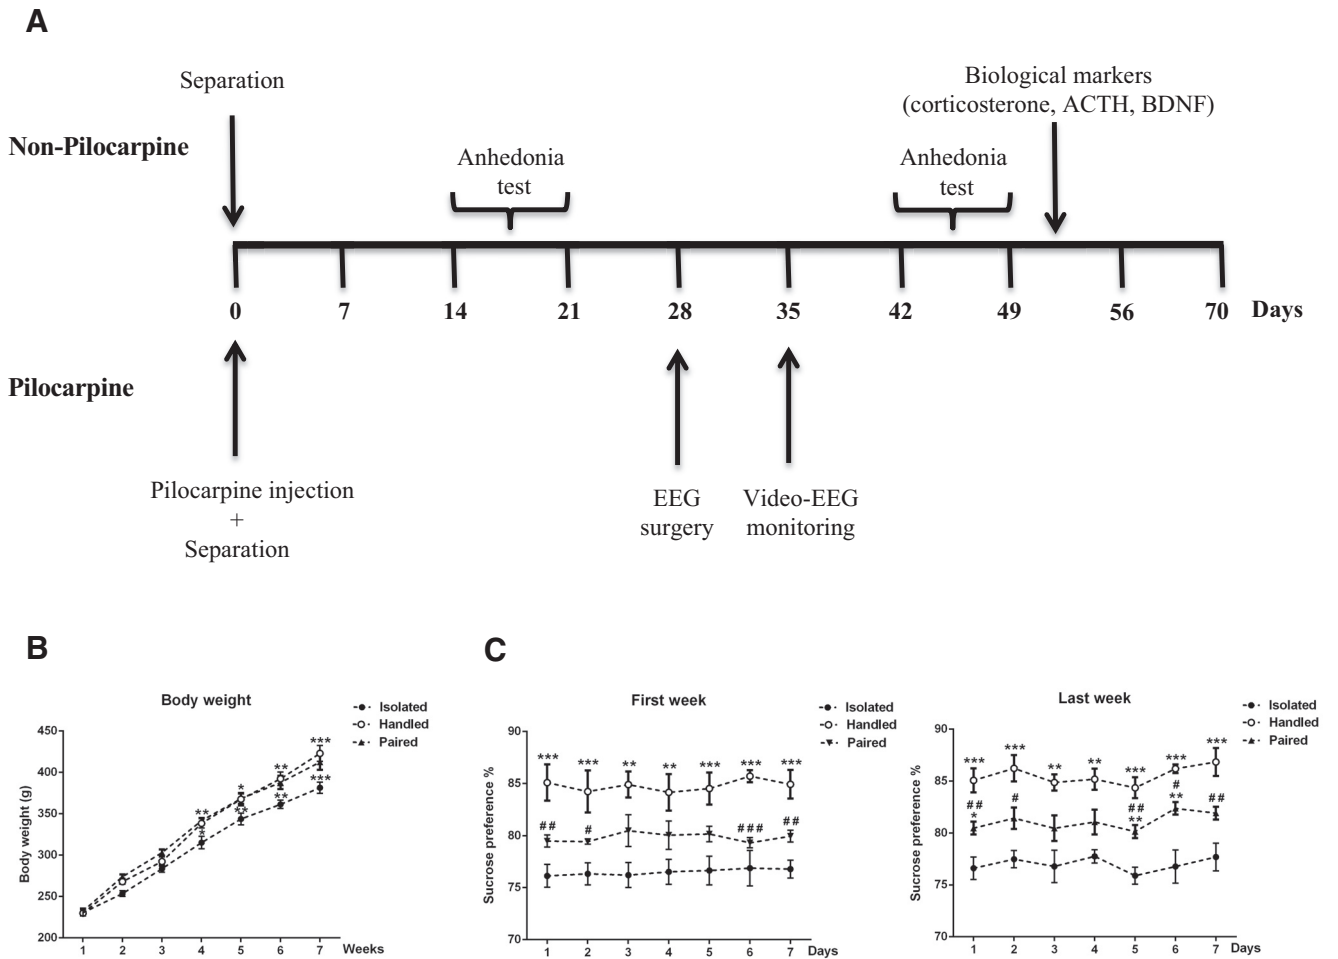 A
Separation
Non-Pilocarpine
Anhedonia
test
Biological markers
(corticosterone, ACTH, BDNF)
Anhedonia
test
0 7 14 21 28 35 42 49 56 70 Days
Pilocarpine
Pilocarpine injection
+
Separation
EEG
surgery
Video-EEG
monitoring
B
Body weight
Isolated
Handled
Paired
Body weight (g)
450
400
350
300
250
200
** * ** ***
* ** ** ***
1 2 3 4 5 6 7 Weeks
C
First week
Isolated
Handled
Paired
Sucrose preference %
90
85
80
75
70
*** *** ** ** *** *** ***
## # ### ##
1 2 3 4 5 6 7 Days
Last week
Isolated
Handled
Paired
Sucrose preference %
90
85
80
75
70
*** *** ** ** *** *** ***
## # ## # ##
* ** **
1 2 3 4 5 6 7 Days